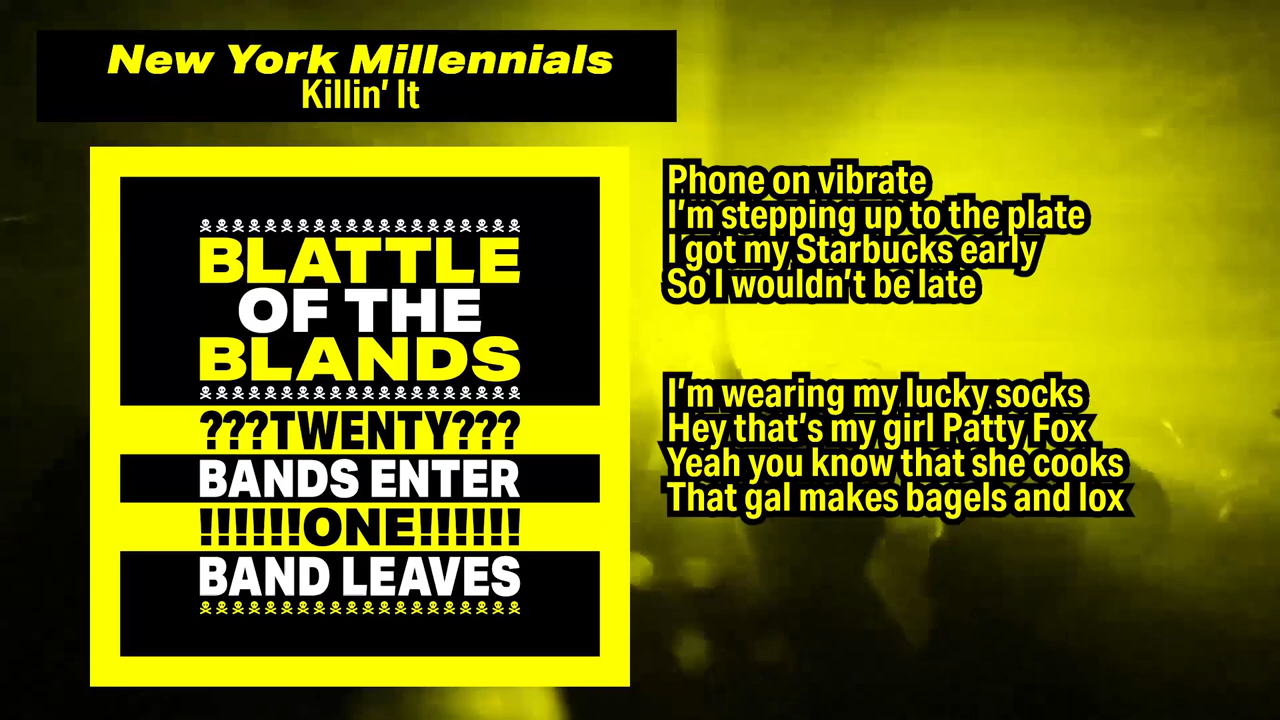 New York Millennials
Killin’ It
BLATTLE
OF THE
BLANDS
???TWENTY???
BANDS ENTER
!!!!!!ONE!!!!!!
BAND LEAVES
Phone on vibrate
I’m stepping up to the plate
I got my Starbucks early
So I wouldn’t be late
I’m wearing my lucky socks
Hey that’s my girl Patty Fox
Yeah you know that she cooks
That gal makes bagels and lox